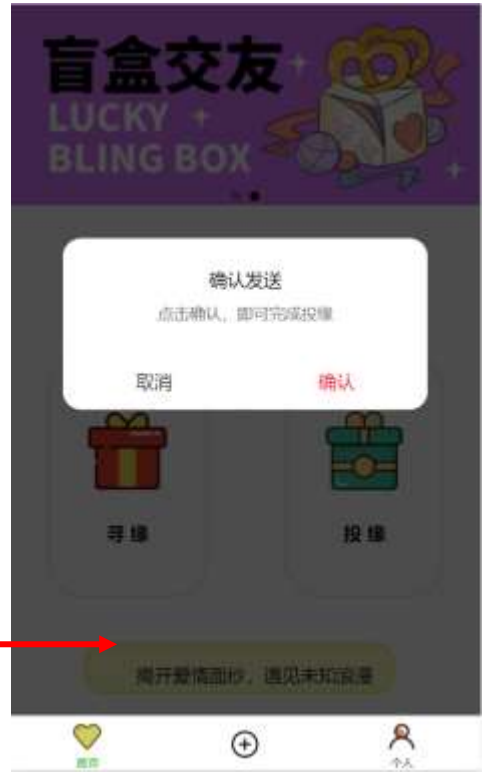 盲盒交友
LUCKY
BLING BOX
确认发送
点击确认，即可完成投缘
取消 确认
寻缘 投缘
揭开爱情面纱，遇见未知浪漫
首页 个人